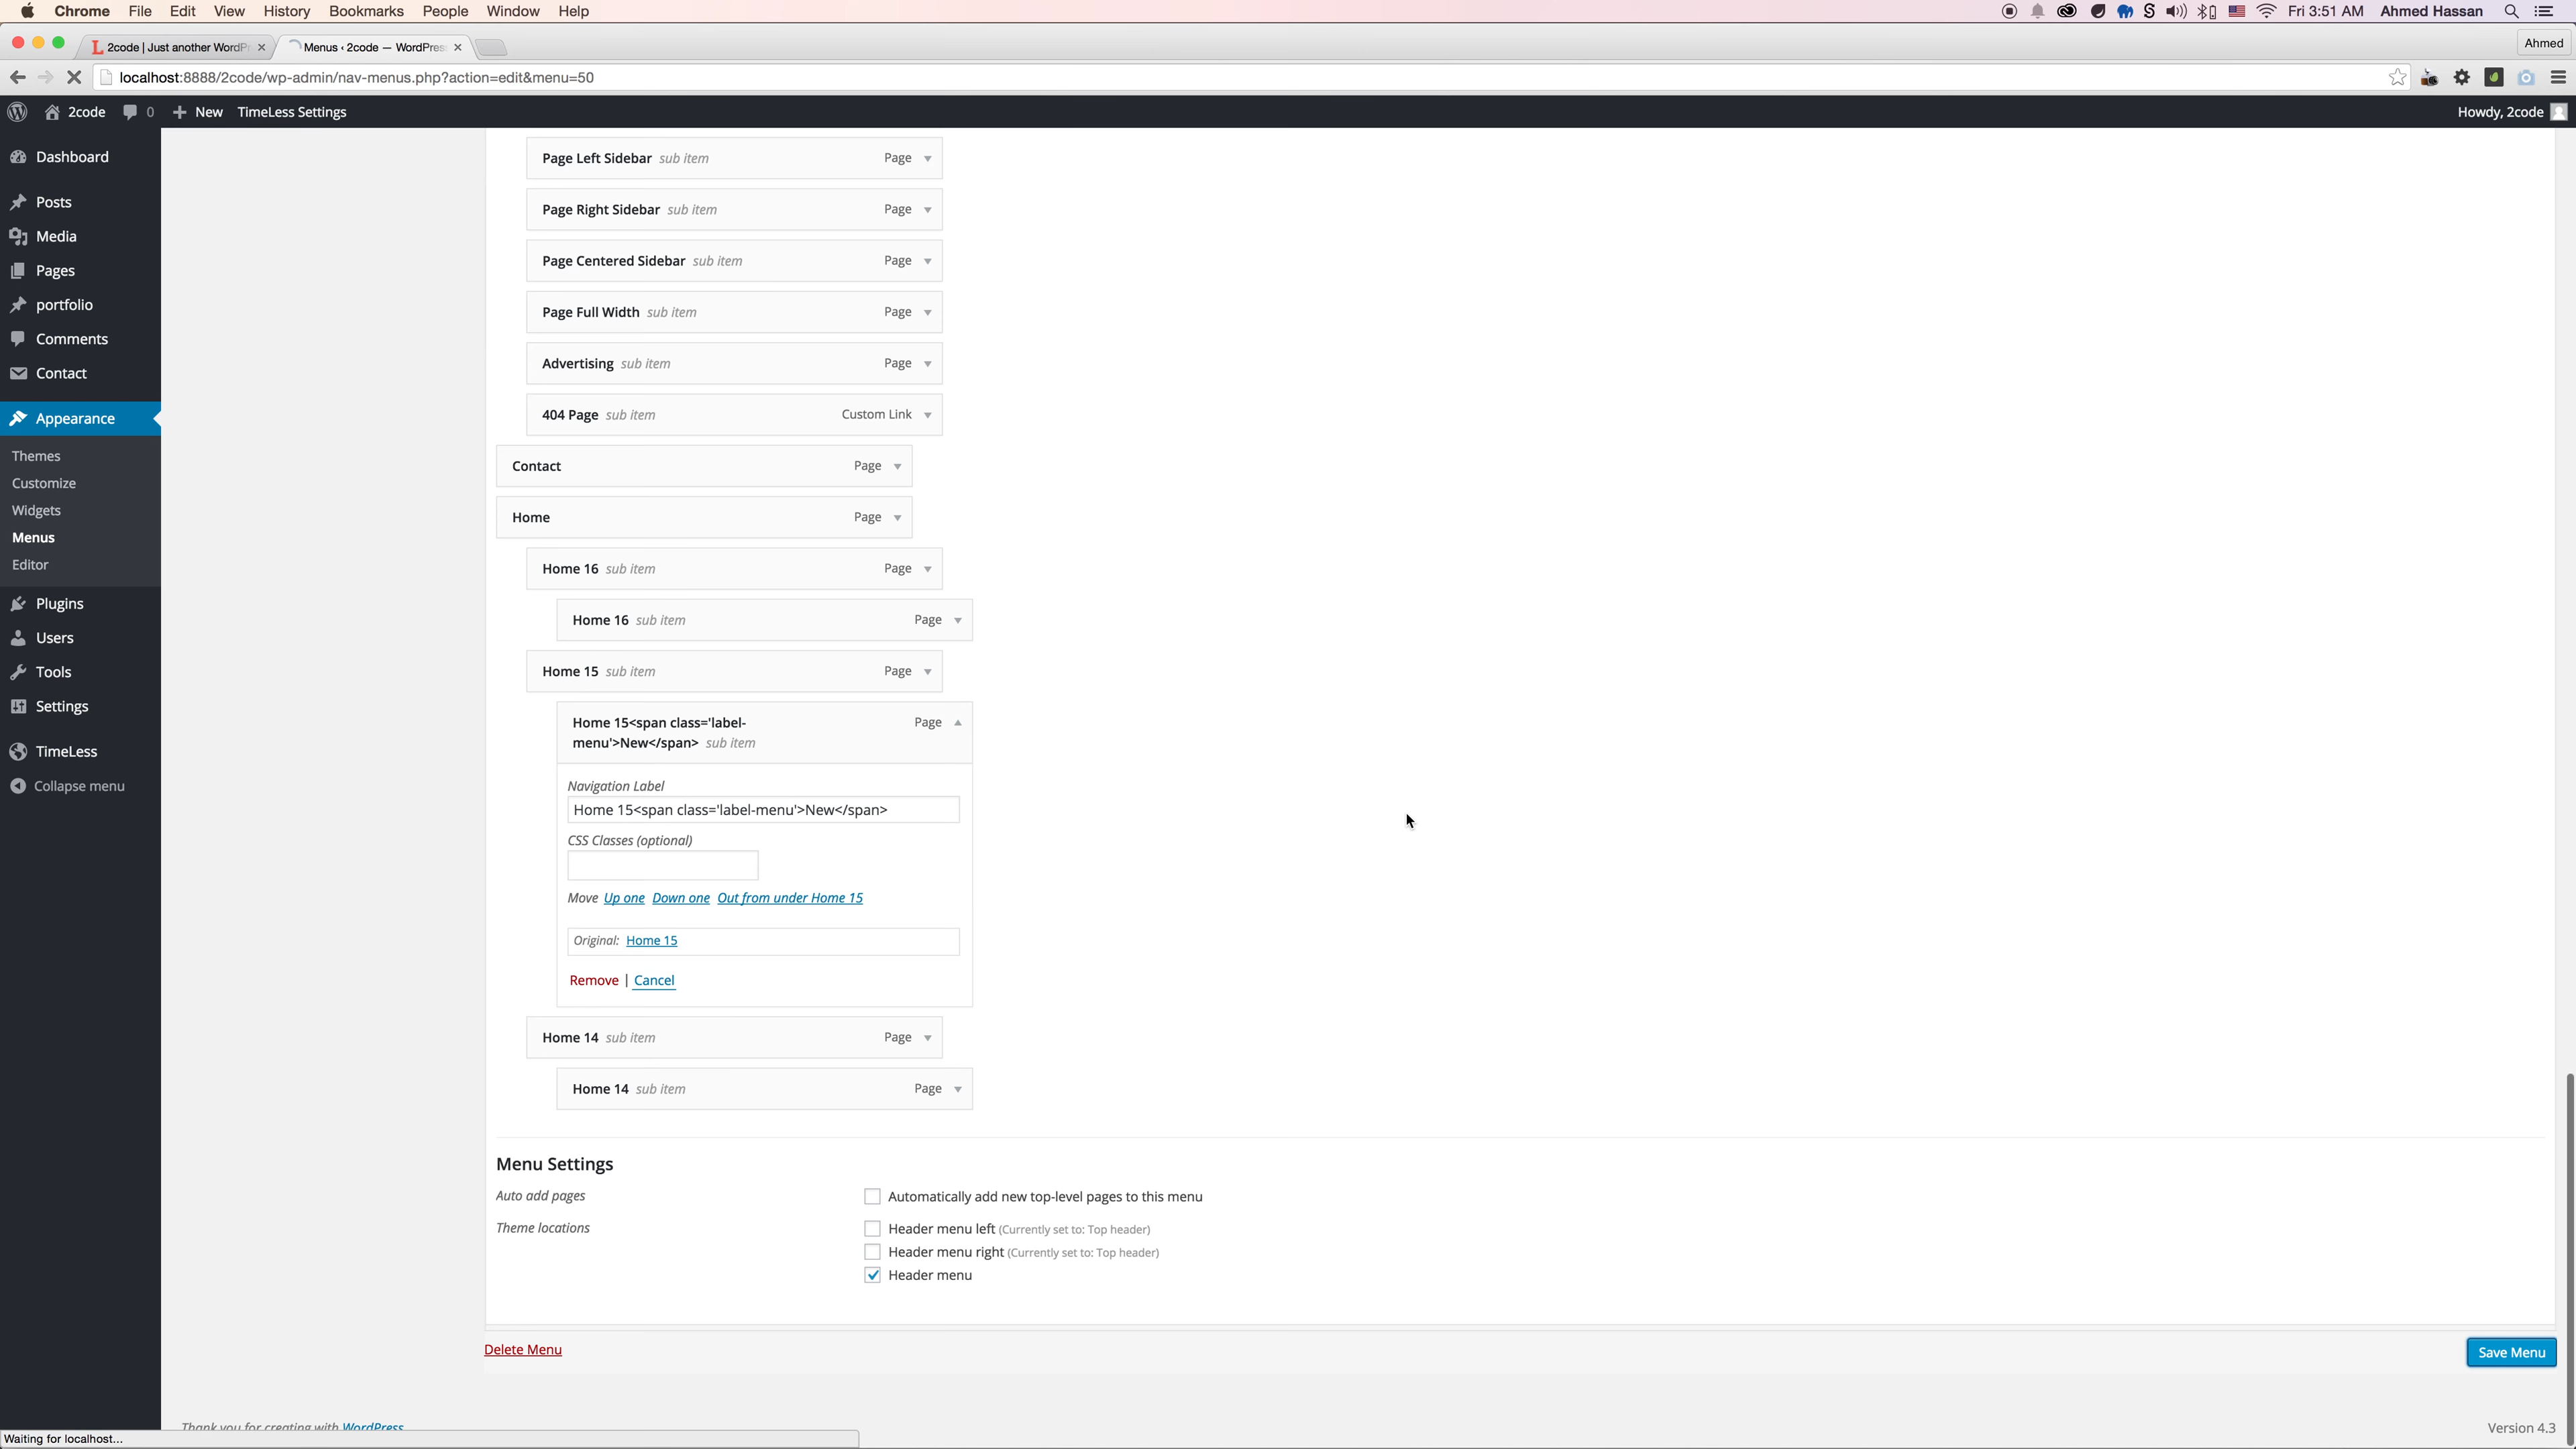 Chrome File Edit View History Bookmarks People Window Help Fri 3:51 AM Ahmed Hassan
2code | Just another WordPr Menus ‹ 2code — WordPres Ahmed
localhost:8888/2code/wp-admin/nav-menus.php?action=edit&menu=50
2code 0 New TimeLess Settings Howdy, 2code
Dashboard
Posts
Media
Pages
portfolio
Comments
Contact
Appearance
Themes
Customize
Widgets
Menus
Editor
Plugins
Users
Tools
Settings
TimeLess
Collapse menu
Page Left Sidebar sub item Page
Page Right Sidebar sub item Page
Page Centered Sidebar sub item Page
Page Full Width sub item Page
Advertising sub item Page
404 Page sub item Custom Link
Contact Page
Home Page
Home 16 sub item Page
Home 16 sub item Page
Home 15 sub item Page
Home 15<span class='label- Page
menu'>New</span> sub item
Navigation Label
Home 15<span class='label-menu'>New</span>
CSS Classes (optional)
Move Up one Down one Out from under Home 15
Original: Home 15
Remove | Cancel
Home 14 sub item Page
Home 14 sub item Page
Menu Settings
Auto add pages Automatically add new top-level pages to this menu
Theme locations Header menu left (Currently set to: Top header)
Header menu right (Currently set to: Top header)
Header menu
Delete Menu Save Menu
Thank you for creating with WordPress Version 4.3
Waiting for localhost...